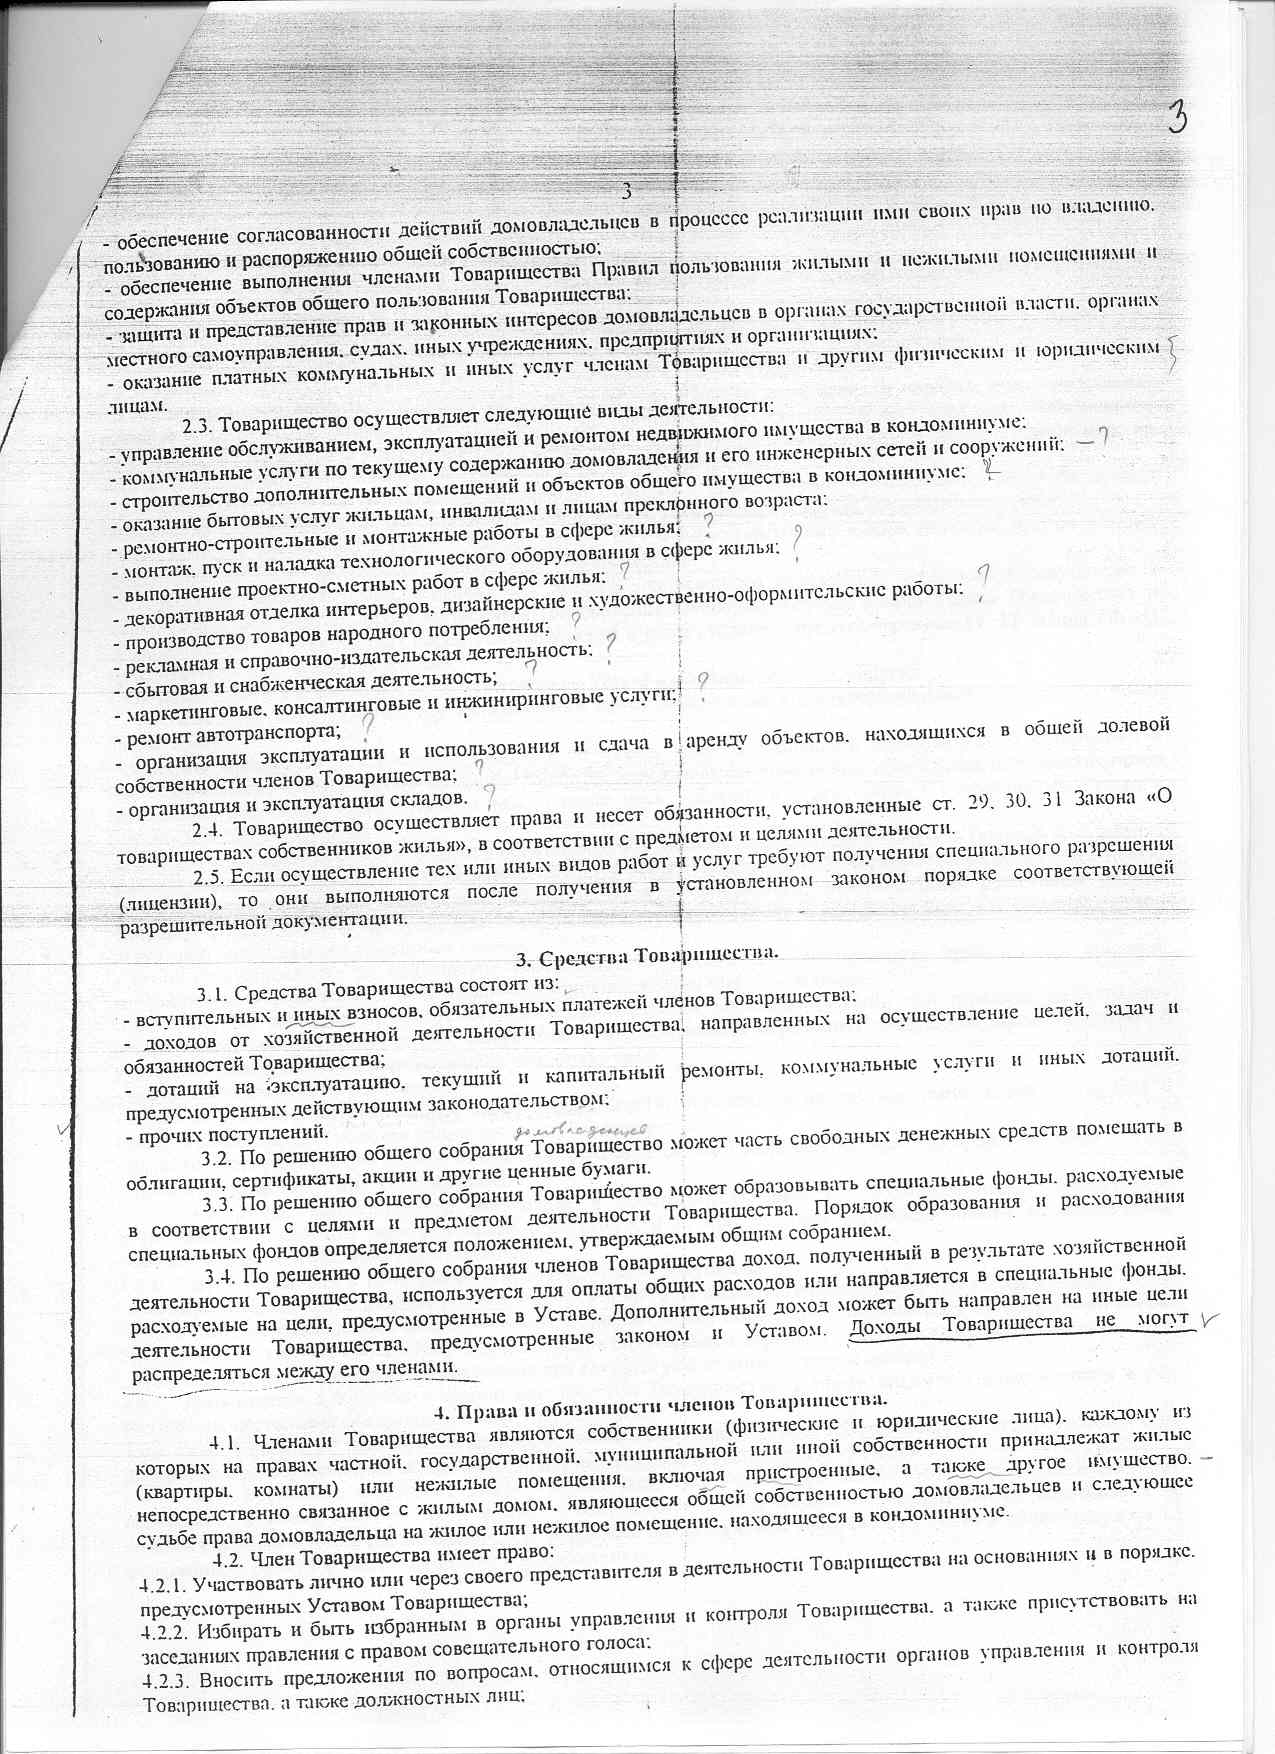 3
3
- обеспечение согласованности действий домовладельцев в процессе реализации ими своих прав по владению,
пользованию и распоряжению общей собственностью;
- обеспечение выполнения членами Товарищества Правил пользования жилыми и нежилыми помещениями и
содержания объектов общего пользования Товарищества;
- защита и представление прав и законных интересов домовладельцев в органах государственной власти, органах
местного самоуправления, судах, иных учреждениях, предприятиях и организациях;
- оказание платных коммунальных и иных услуг членам Товарищества и другим физическим и юридическим
лицам.
2.3. Товарищество осуществляет следующие виды деятельности:
- управление обслуживанием, эксплуатацией и ремонтом недвижимого имущества в кондоминиуме;
- коммунальные услуги по текущему содержанию домовладения и его инженерных сетей и сооружений; — ?
- строительство дополнительных помещений и объектов общего имущества в кондоминиуме;
- оказание бытовых услуг жильцам, инвалидам и лицам преклонного возраста;
- ремонтно-строительные и монтажные работы в сфере жилья; ?
- монтаж, пуск и наладка технологического оборудования в сфере жилья; ?
- выполнение проектно-сметных работ в сфере жилья; ?
- декоративная отделка интерьеров, дизайнерские и художественно-оформительские работы; ?
- производство товаров народного потребления; ?
- рекламная и справочно-издательская деятельность; ?
- сбытовая и снабженческая деятельность; ?
- маркетинговые, консалтинговые и инжиниринговые услуги; ?
- ремонт автотранспорта; ?
- организация эксплуатации и использования и сдача в аренду объектов, находящихся в общей долевой
собственности членов Товарищества; ?
- организация и эксплуатация складов. ?
2.4. Товарищество осуществляет права и несет обязанности, установленные ст. 29, 30, 31 Закона «О
товариществах собственников жилья», в соответствии с предметом и целями деятельности.
2.5. Если осуществление тех или иных видов работ и услуг требуют получения специального разрешения
(лицензии), то они выполняются после получения в установленном законом порядке соответствующей
разрешительной документации.
3. Средства Товарищества.
3.1. Средства Товарищества состоят из:
- вступительных и иных взносов, обязательных платежей членов Товарищества;
- доходов от хозяйственной деятельности Товарищества, направленных на осуществление целей, задач и
обязанностей Товарищества;
- дотаций на эксплуатацию, текущий и капитальный ремонты, коммунальные услуги и иных дотаций,
предусмотренных действующим законодательством;
- прочих поступлений.
домовладельцев
3.2. По решению общего собрания Товарищество может часть свободных денежных средств помещать в
облигации, сертификаты, акции и другие ценные бумаги.
3.3. По решению общего собрания Товарищество может образовывать специальные фонды, расходуемые
в соответствии с целями и предметом деятельности Товарищества. Порядок образования и расходования
специальных фондов определяется положением, утверждаемым общим собранием.
3.4. По решению общего собрания членов Товарищества доход, полученный в результате хозяйственной
деятельности Товарищества, используется для оплаты общих расходов или направляется в специальные фонды,
расходуемые на цели, предусмотренные в Уставе. Дополнительный доход может быть направлен на иные цели
деятельности Товарищества, предусмотренные законом и Уставом. Доходы Товарищества не могут
распределяться между его членами.
4. Права и обязанности членов Товарищества.
4.1. Членами Товарищества являются собственники (физические и юридические лица), каждому из
которых на правах частной, государственной, муниципальной или иной собственности принадлежат жилые
(квартиры, комнаты) или нежилые помещения, включая пристроенные, а также другое имущество,
непосредственно связанное с жилым домом, являющееся общей собственностью домовладельцев и следующее
судьбе права домовладельца на жилое или нежилое помещение, находящееся в кондоминиуме.
4.2. Член Товарищества имеет право:
4.2.1. Участвовать лично или через своего представителя в деятельности Товарищества на основаниях и в порядке,
предусмотренных Уставом Товарищества;
4.2.2. Избирать и быть избранным в органы управления и контроля Товарищества, а также присутствовать на
заседаниях правления с правом совещательного голоса;
4.2.3. Вносить предложения по вопросам, относящимся к сфере деятельности органов управления и контроля
Товарищества, а также должностных лиц;